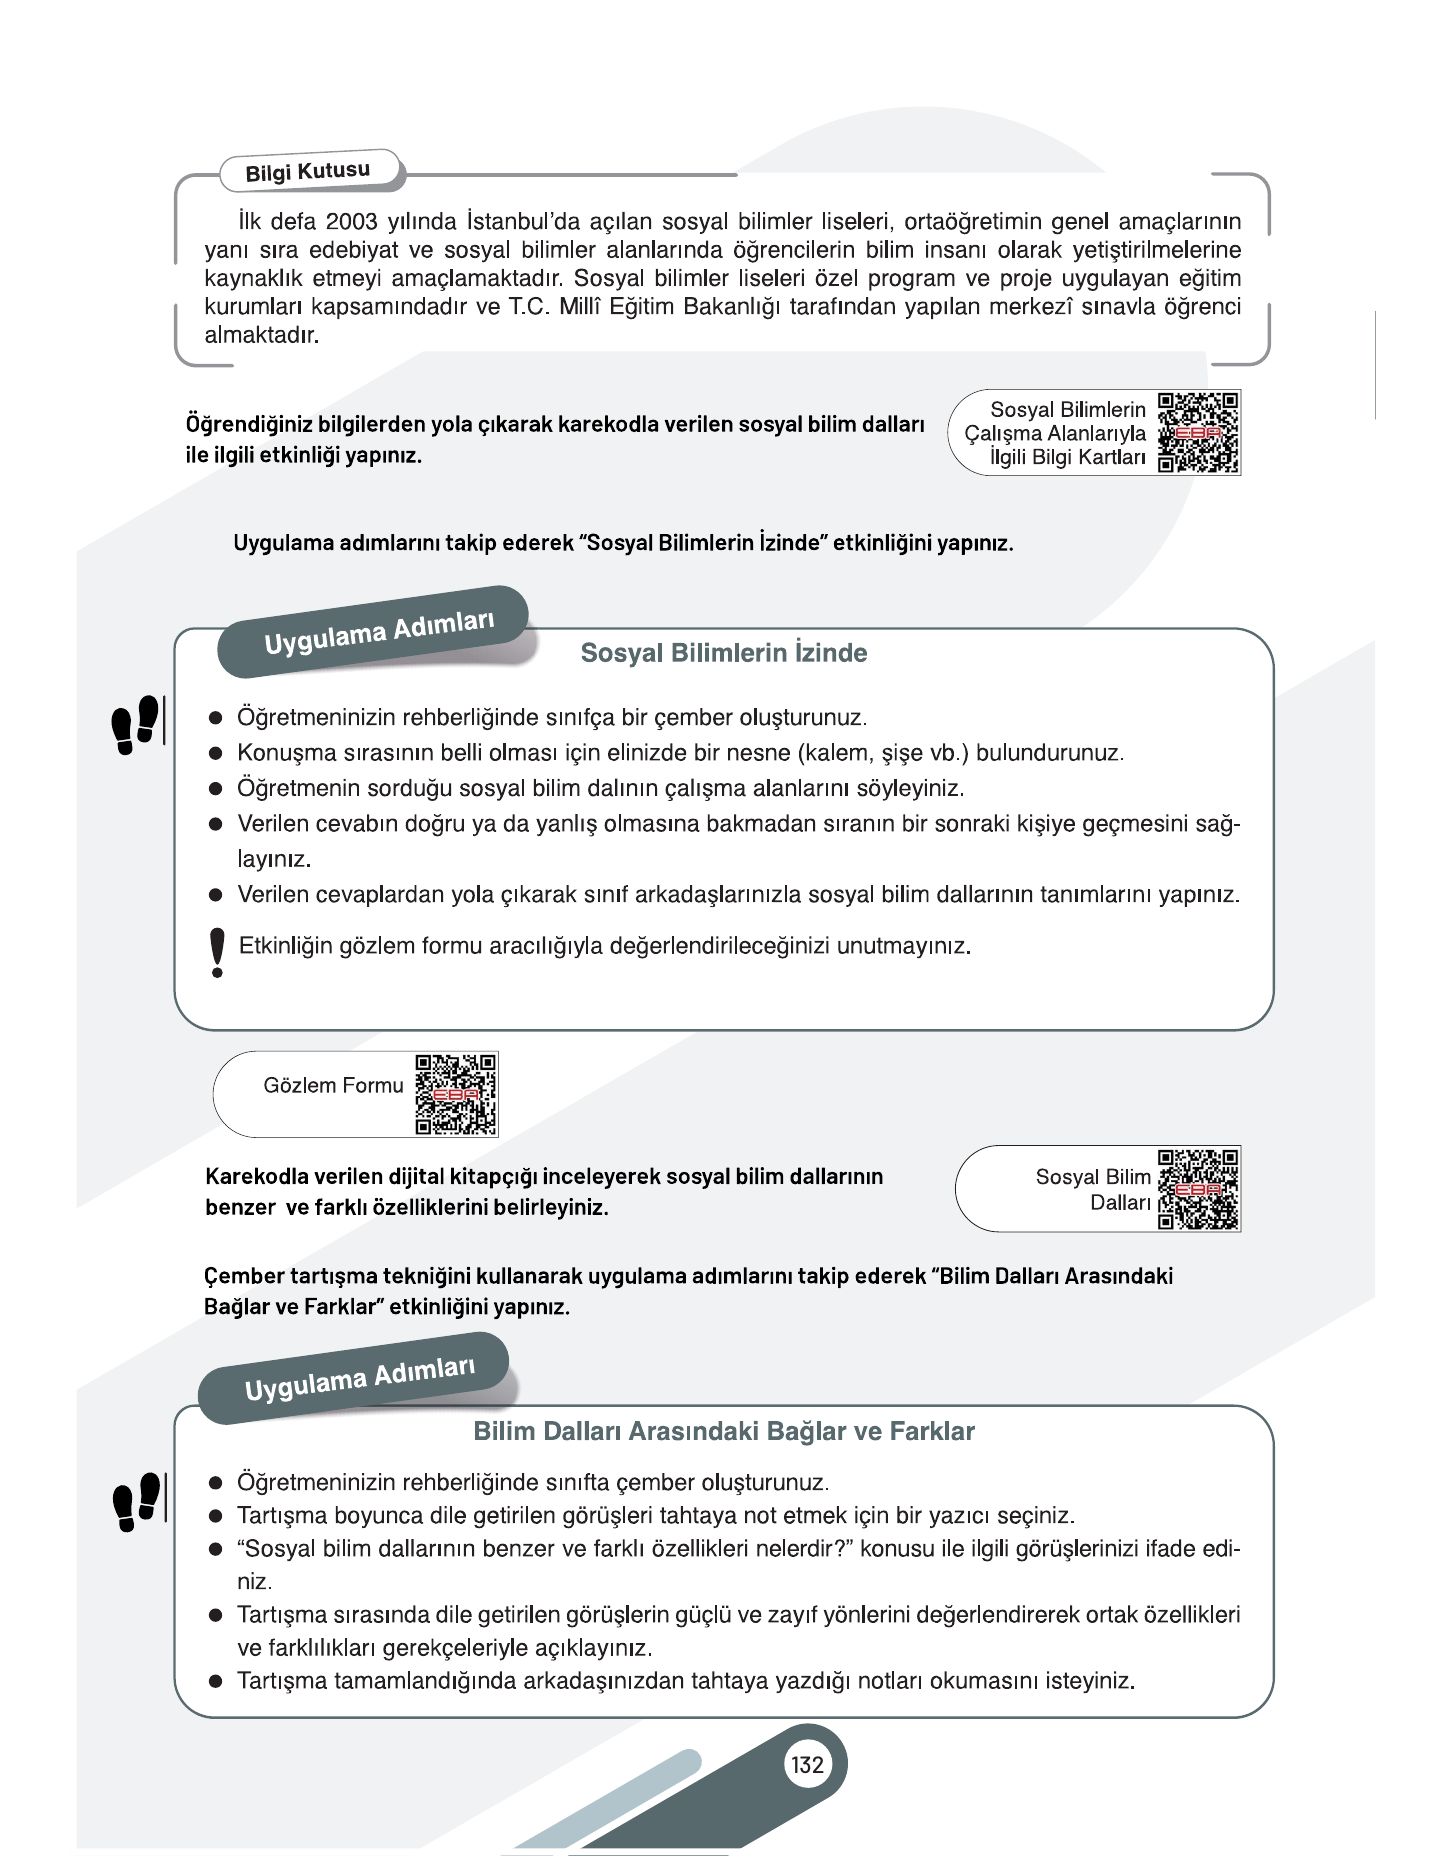 Bilgi Kutusu
İlk defa 2003 yılında İstanbul'da açılan sosyal bilimler liseleri, ortaöğretimin genel amaçlarının
yanı sıra edebiyat ve sosyal bilimler alanlarında öğrencilerin bilim insanı olarak yetiştirilmelerine
kaynaklık etmeyi amaçlamaktadır. Sosyal bilimler liseleri özel program ve proje uygulayan eğitim
kurumları kapsamındadır ve T.C. Millî Eğitim Bakanlığı tarafından yapılan merkezî sınavla öğrenci
almaktadır.
Öğrendiğiniz bilgilerden yola çıkarak karekodla verilen sosyal bilim dalları
ile ilgili etkinliği yapınız.
Sosyal Bilimlerin
Çalışma Alanlarıyla
İlgili Bilgi Kartları
EBA
Uygulama adımlarını takip ederek “Sosyal Bilimlerin İzinde” etkinliğini yapınız.
Uygulama Adımları
Sosyal Bilimlerin İzinde
● Öğretmeninizin rehberliğinde sınıfça bir çember oluşturunuz.
● Konuşma sırasının belli olması için elinizde bir nesne (kalem, şişe vb.) bulundurunuz.
● Öğretmenin sorduğu sosyal bilim dalının çalışma alanlarını söyleyiniz.
● Verilen cevabın doğru ya da yanlış olmasına bakmadan sıranın bir sonraki kişiye geçmesini sağ-
layınız.
● Verilen cevaplardan yola çıkarak sınıf arkadaşlarınızla sosyal bilim dallarının tanımlarını yapınız.
! Etkinliğin gözlem formu aracılığıyla değerlendirileceğinizi unutmayınız.
Gözlem Formu
EBA
Karekodla verilen dijital kitapçığı inceleyerek sosyal bilim dallarının
benzer ve farklı özelliklerini belirleyiniz.
Sosyal Bilim
Dalları
EBA
Çember tartışma tekniğini kullanarak uygulama adımlarını takip ederek “Bilim Dalları Arasındaki
Bağlar ve Farklar” etkinliğini yapınız.
Uygulama Adımları
Bilim Dalları Arasındaki Bağlar ve Farklar
● Öğretmeninizin rehberliğinde sınıfta çember oluşturunuz.
● Tartışma boyunca dile getirilen görüşleri tahtaya not etmek için bir yazıcı seçiniz.
● “Sosyal bilim dallarının benzer ve farklı özellikleri nelerdir?” konusu ile ilgili görüşlerinizi ifade edi-
niz.
● Tartışma sırasında dile getirilen görüşlerin güçlü ve zayıf yönlerini değerlendirerek ortak özellikleri
ve farklılıkları gerekçeleriyle açıklayınız.
● Tartışma tamamlandığında arkadaşınızdan tahtaya yazdığı notları okumasını isteyiniz.
132